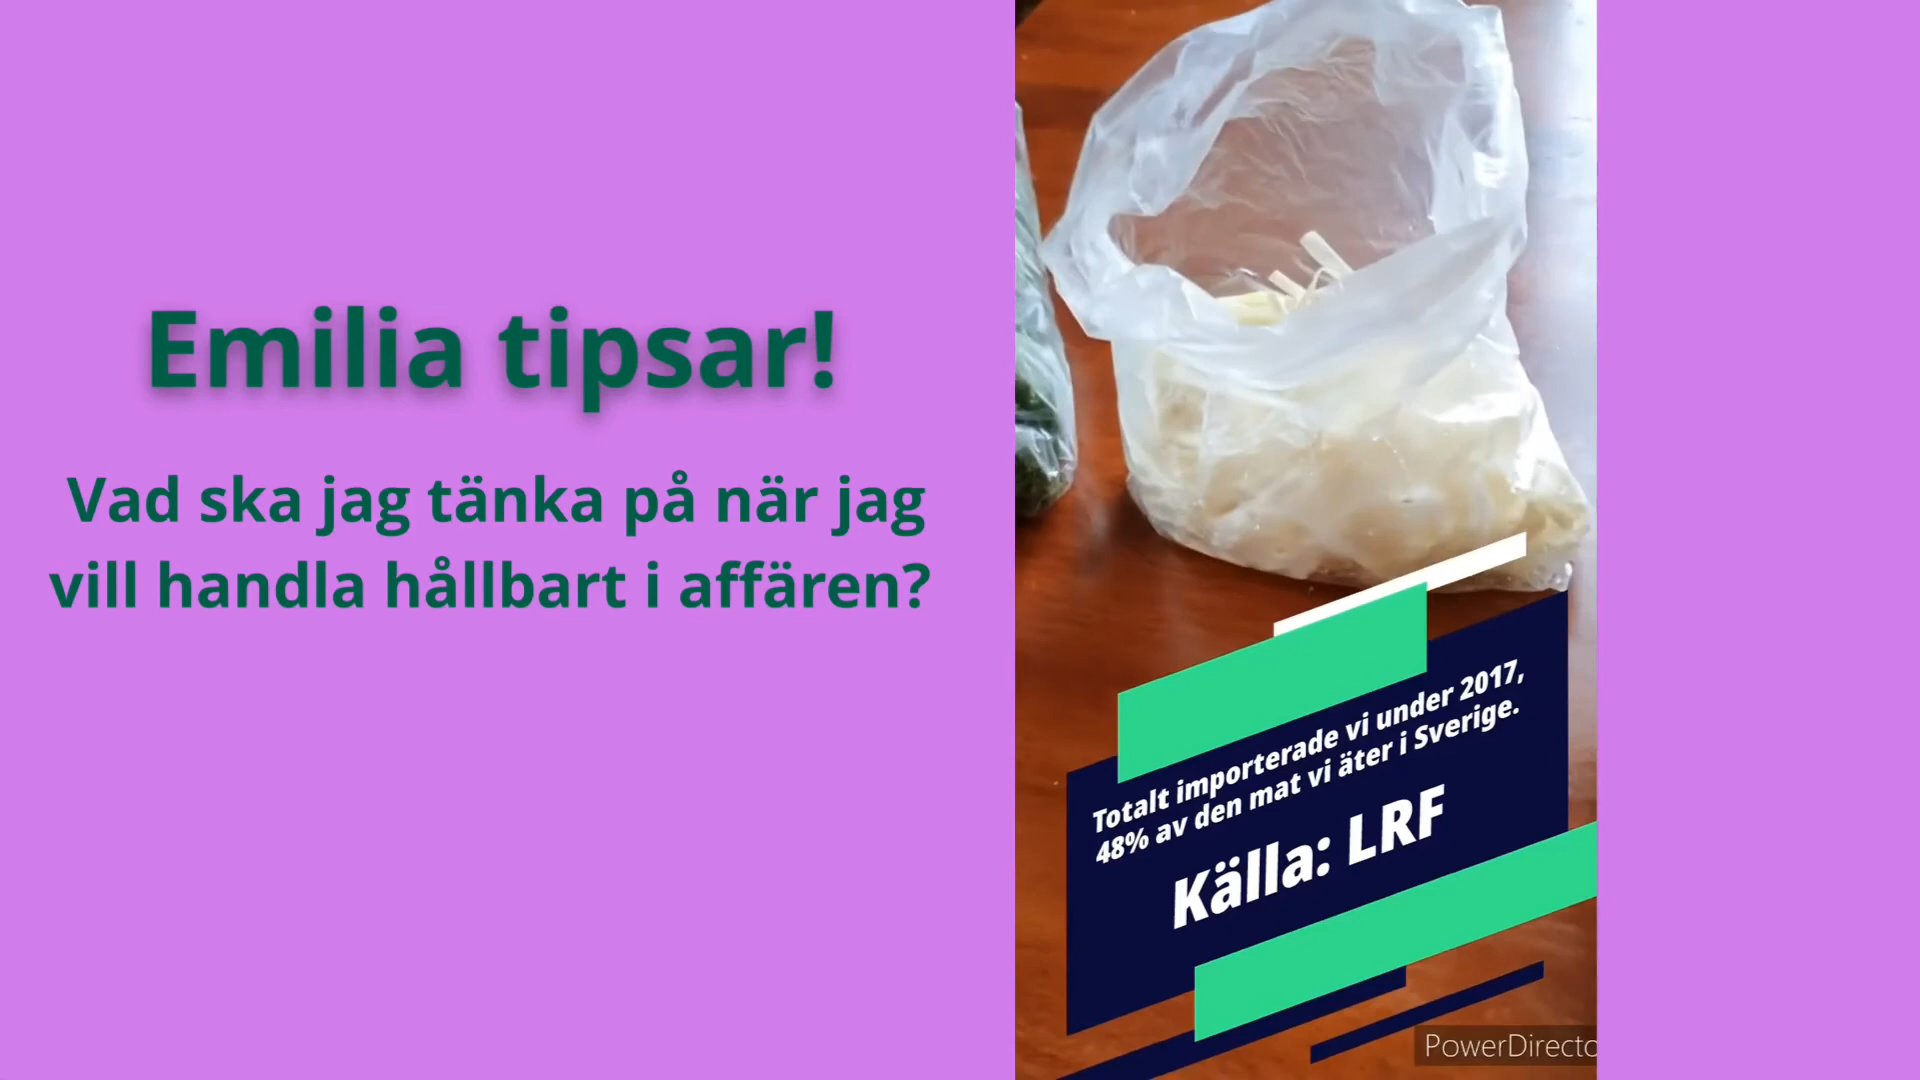 Emilia tipsar!
Vad ska jag tänka på när jag
vill handla hållbart i affären?
Totalt importerade vi under 2017,
48% av den mat vi äter i Sverige.
Källa: LRF
PowerDirecto